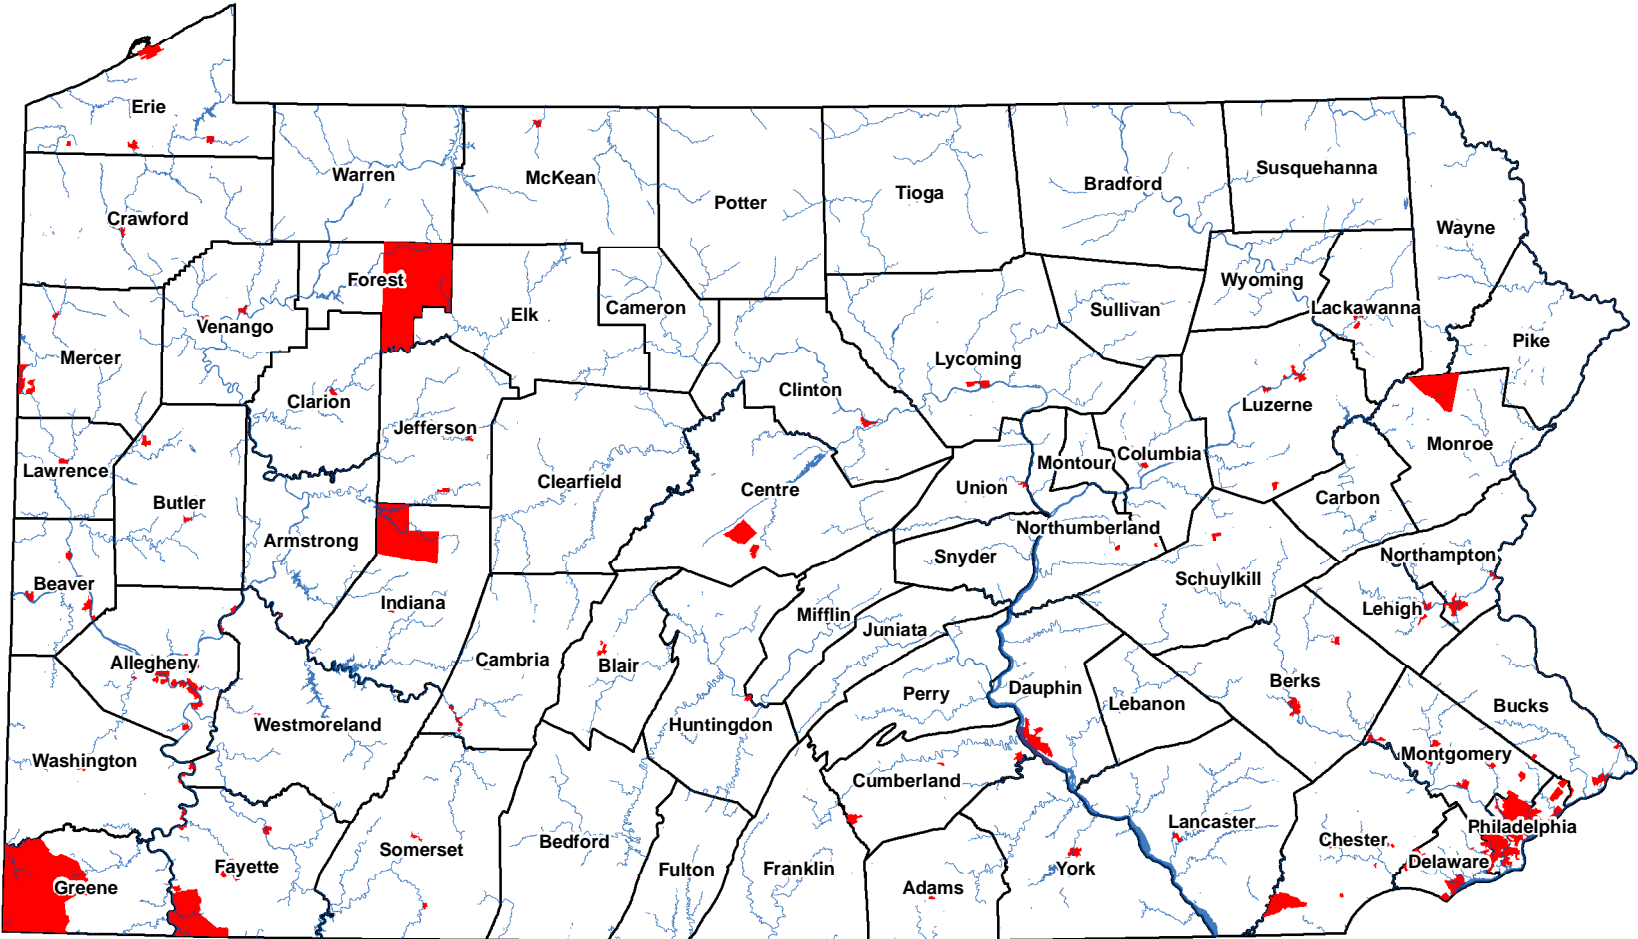 Erie
Warren
McKean
Susquehanna
Bradford
Tioga
Potter
Crawford
Wayne
Forest
Wyoming
Cameron
Lackawanna
Sullivan
Elk
Venango
Pike
Mercer
Lycoming
Clinton
Clarion
Luzerne
Jefferson
Monroe
Columbia
Montour
Lawrence
Clearfield
Centre
Union
Carbon
Butler
Northumberland
Armstrong
Snyder
Northampton
Schuylkill
Beaver
Indiana
Lehigh
Mifflin
Juniata
Allegheny
Cambria
Blair
Berks
Dauphin
Perry
Lebanon
Bucks
Westmoreland
Huntingdon
Montgomery
Washington
Cumberland
Lancaster
Philadelphia
Chester
Bedford
Somerset
Delaware
Fayette
Fulton
Franklin
York
Greene
Adams